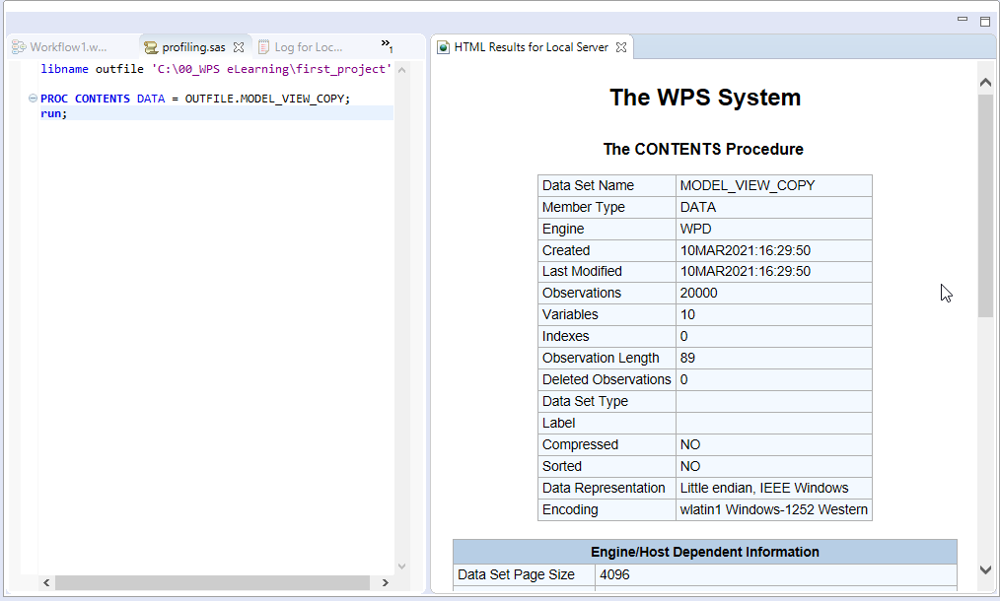 Workflow1.w...
profiling.sas
Log for Loc...
»1
HTML Results for Local Server
libname outfile 'C:\00_WPS eLearning\first_project'
PROC CONTENTS DATA = OUTFILE.MODEL_VIEW_COPY;
run;
The WPS System
The CONTENTS Procedure
Data Set Name MODEL_VIEW_COPY
Member Type DATA
Engine WPD
Created 10MAR2021:16:29:50
Last Modified 10MAR2021:16:29:50
Observations 20000
Variables 10
Indexes 0
Observation Length 89
Deleted Observations 0
Data Set Type
Label
Compressed NO
Sorted NO
Data Representation Little endian, IEEE Windows
Encoding wlatin1 Windows-1252 Western
Engine/Host Dependent Information
Data Set Page Size 4096